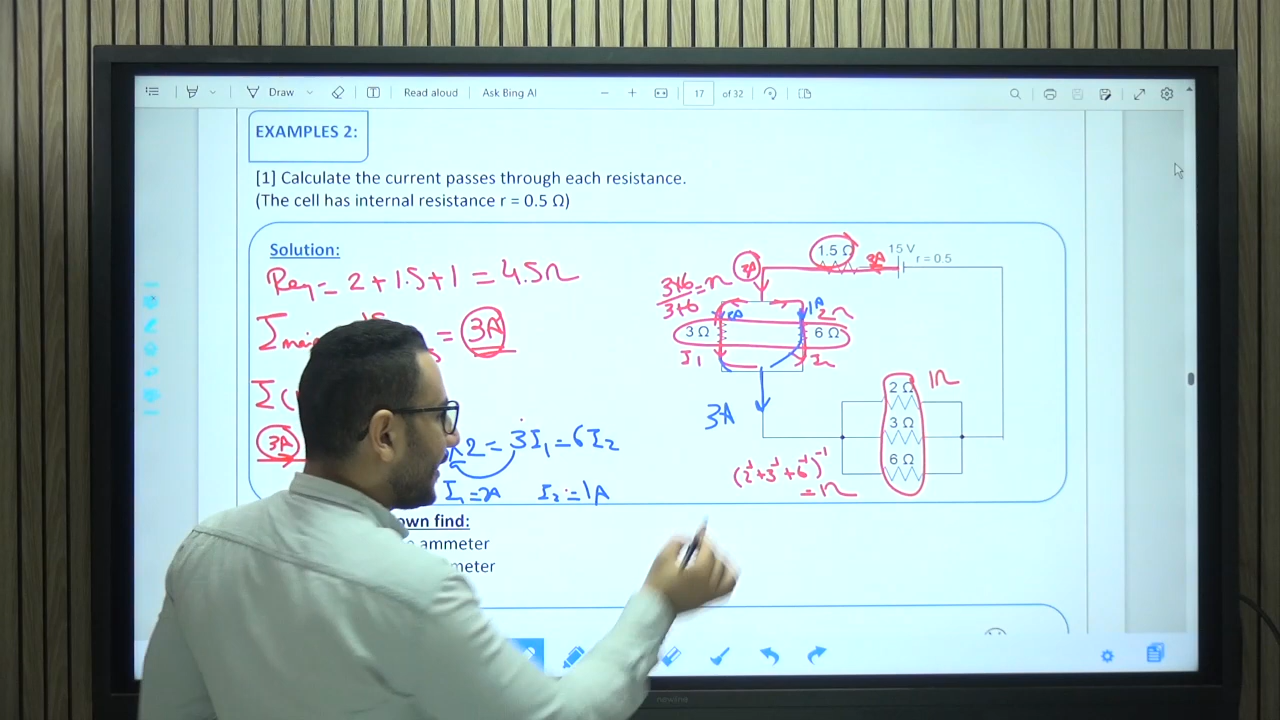 Draw
Read aloud
Ask Bing AI
17 of 32
EXAMPLES 2:
[1] Calculate the current passes through each resistance.
(The cell has internal resistance r = 0.5 Ω)
Solution:
Req = 2 + 1.5 + 1 = 4.5Ω
= 3A
3A
× 2 = 3I₁ = 6I₂
I₁ = 2A I₂ = 1A
1.5 Ω
15 V
r = 0.5
3A
3A
3×6
3+6
1A
2Ω
3 Ω
6 Ω
I₁
3A
2 Ω
1Ω
3 Ω
6 Ω
(2⁻¹+3⁻¹+6⁻¹)⁻¹
= 1Ω
own find:
ammeter
meter
newline